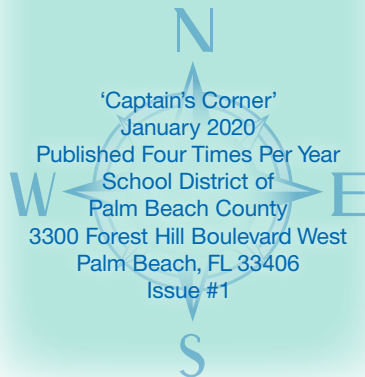 N
‘Captain’s Corner’
January 2020
Published Four Times Per Year
School District of
W
Palm Beach County
E
3300 Forest Hill Boulevard West
Palm Beach, FL 33406
Issue #1
S